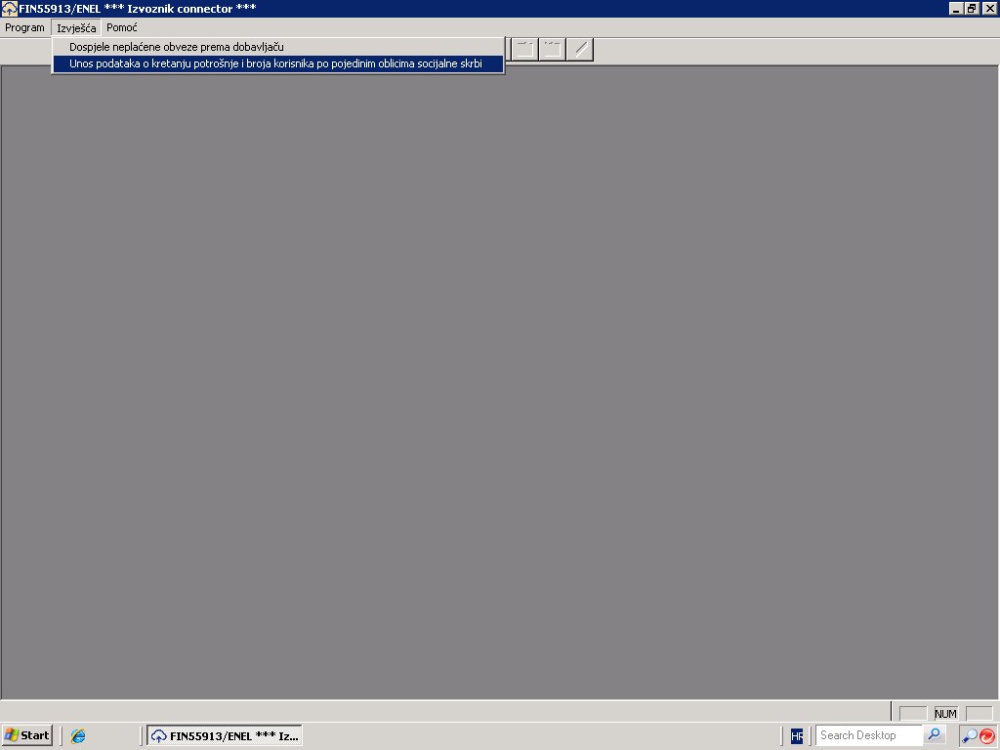 FIN55913/ENEL *** Izvoznik connector ***
Program Izvješća Pomoć
Dospjele neplaćene obveze prema dobavljaču
Unos podataka o kretanju potrošnje i broja korisnika po pojedinim oblicima socijalne skrbi
NUM
Start
FIN55913/ENEL *** Iz...
HR
Search Desktop